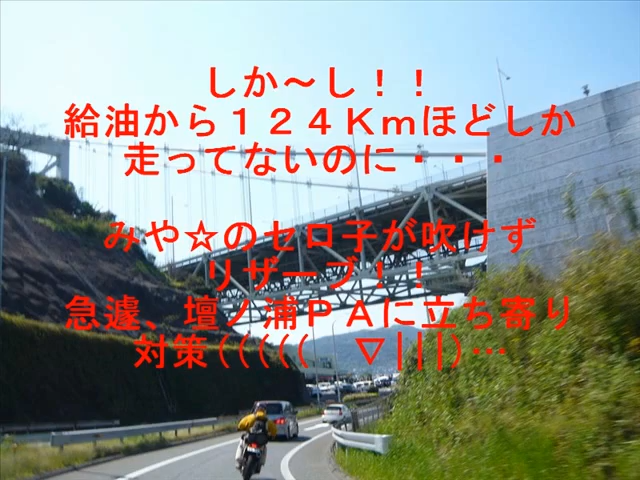 しか～し！！
給油から１２４Ｋｍほどしか
走ってないのに・・・
みや☆のセロ子が吹けず
リザーブ！！
急遽、壇ノ浦ＰＡに立ち寄り
対策(((((　▽|||)…